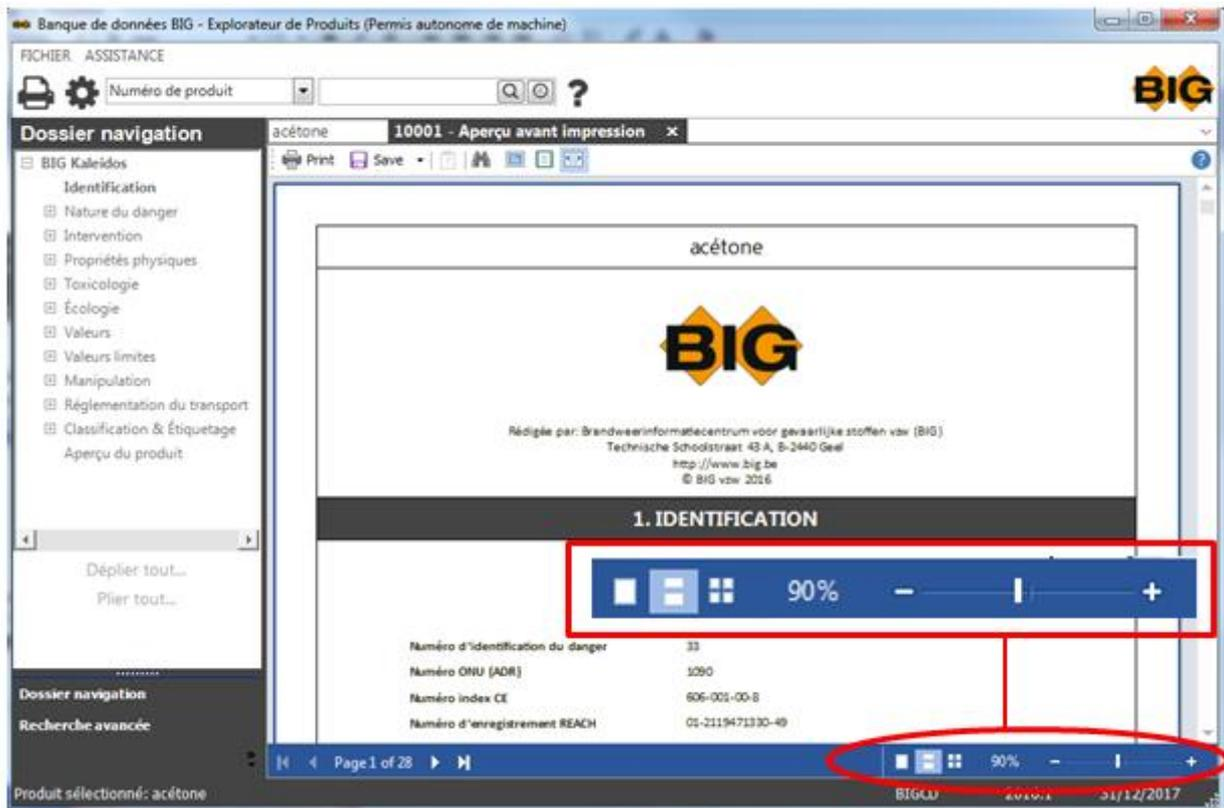 Banque de données BIG - Explorateur de Produits (Permis autonome de machine)
FICHIER ASSISTANCE
Numéro de produit
?
BIG
Dossier navigation
acétone
10001 - Aperçu avant impression
BIG Kaleidos
Print
Save
Identification
Nature du danger
Intervention
Propriétés physiques
Toxicologie
Écologie
Valeurs
Valeurs limites
Manipulation
Réglementation du transport
Classification & Étiquetage
Aperçu du produit
Déplier tout...
Plier tout...
Dossier navigation
Recherche avancée
acétone
BIG
Rédigée par: Brandweerinformatiecentrum voor gevaarlijke stoffen vzw (BIG)
Technische Schoolstraat 43 A, B-2440 Geel
http://www.big.be
© BIG vzw 2016
1. IDENTIFICATION
90%
Numéro d'identification du danger 33
Numéro ONU (ADR) 1090
Numéro index CE 606-001-00-8
Numéro d'enregistrement REACH 01-2119471330-49
Page 1 of 28
90%
Produit sélectionné: acétone
BIGCD
2016.1
31/12/2017